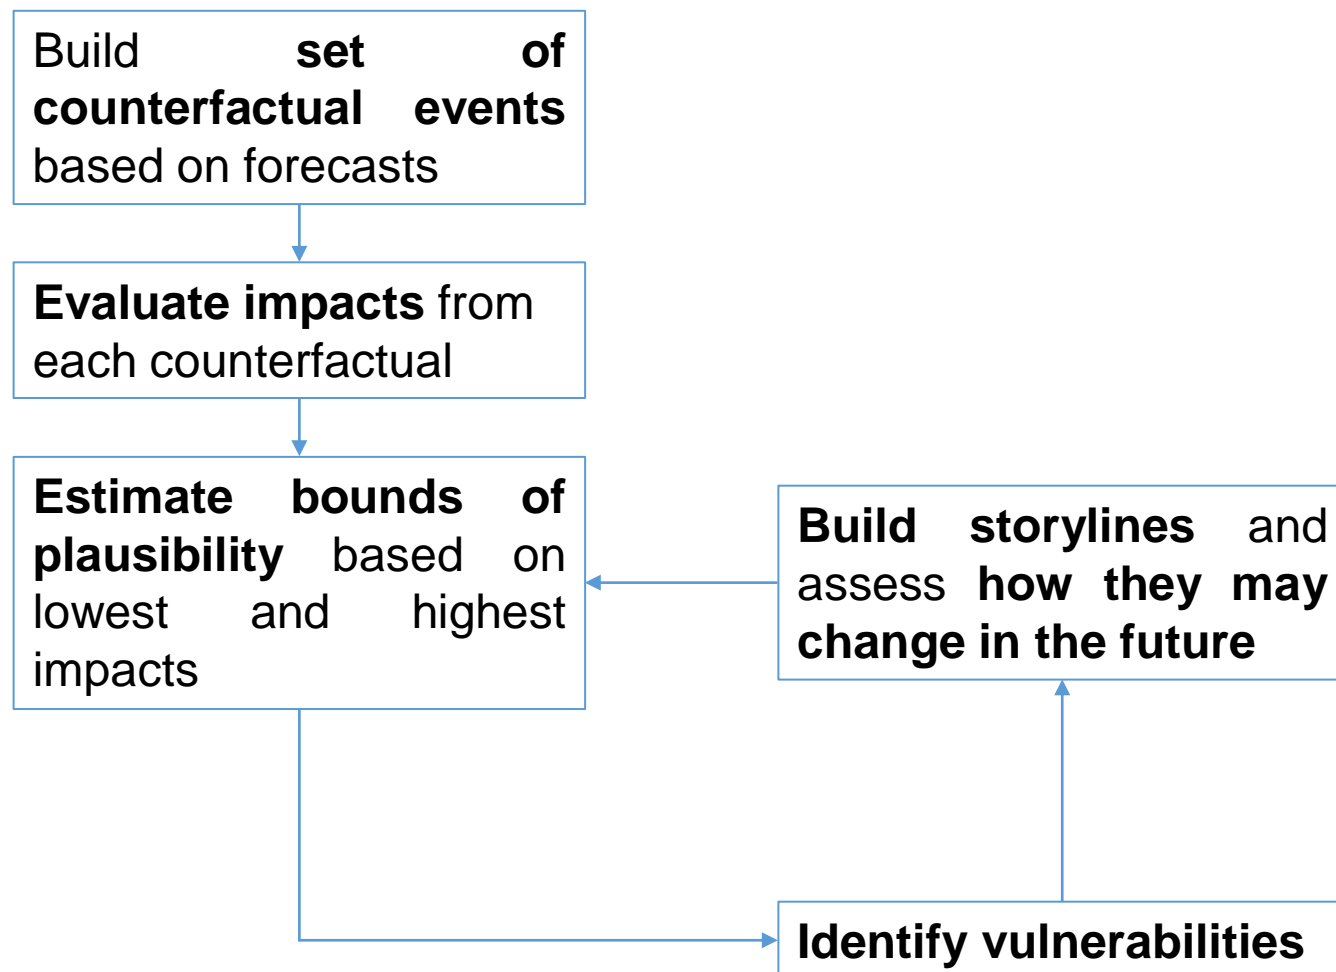 Build set of
counterfactual events
based on forecasts
Evaluate impacts from
each counterfactual
Estimate bounds of
plausibility based on
lowest and highest
impacts
Build storylines and
assess how they may
change in the future
Identify vulnerabilities